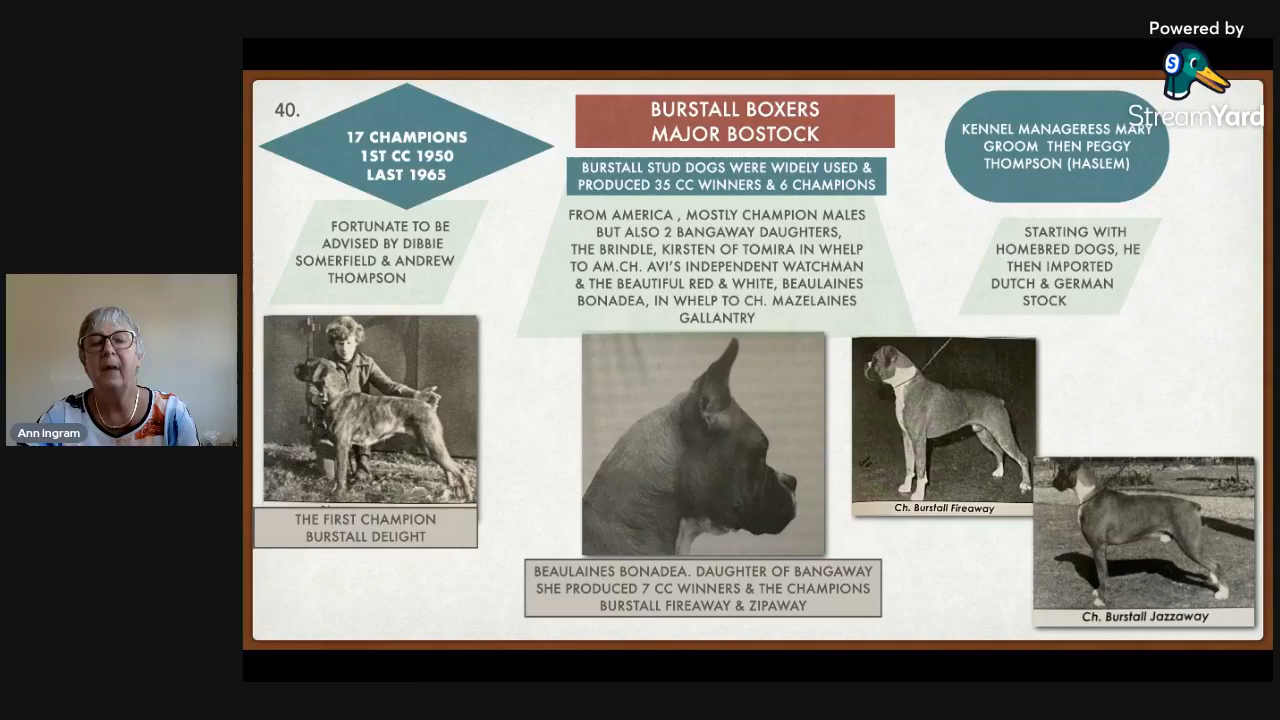 Powered by
StreamYard
40.
17 CHAMPIONS
1ST CC 1950
LAST 1965
BURSTALL BOXERS
MAJOR BOSTOCK
KENNEL MANAGERESS MARY
GROOM THEN PEGGY
THOMPSON (HASLEM)
BURSTALL STUD DOGS WERE WIDELY USED &
PRODUCED 35 CC WINNERS & 6 CHAMPIONS
FORTUNATE TO BE
ADVISED BY DIBBIE
SOMERFIELD & ANDREW
THOMPSON
FROM AMERICA , MOSTLY CHAMPION MALES
BUT ALSO 2 BANGAWAY DAUGHTERS,
THE BRINDLE, KIRSTEN OF TOMIRA IN WHELP
TO AM.CH. AVI'S INDEPENDENT WATCHMAN
& THE BEAUTIFUL RED & WHITE, BEAULAINES
BONADEA, IN WHELP TO CH. MAZELAINES
GALLANTRY
STARTING WITH
HOMEBRED DOGS, HE
THEN IMPORTED
DUTCH & GERMAN
STOCK
Ann Ingram
THE FIRST CHAMPION
BURSTALL DELIGHT
BEAULAINES BONADEA. DAUGHTER OF BANGAWAY
SHE PRODUCED 7 CC WINNERS & THE CHAMPIONS
BURSTALL FIREAWAY & ZIPAWAY
Ch. Burstall Fireaway
Ch. Burstall Jazzaway